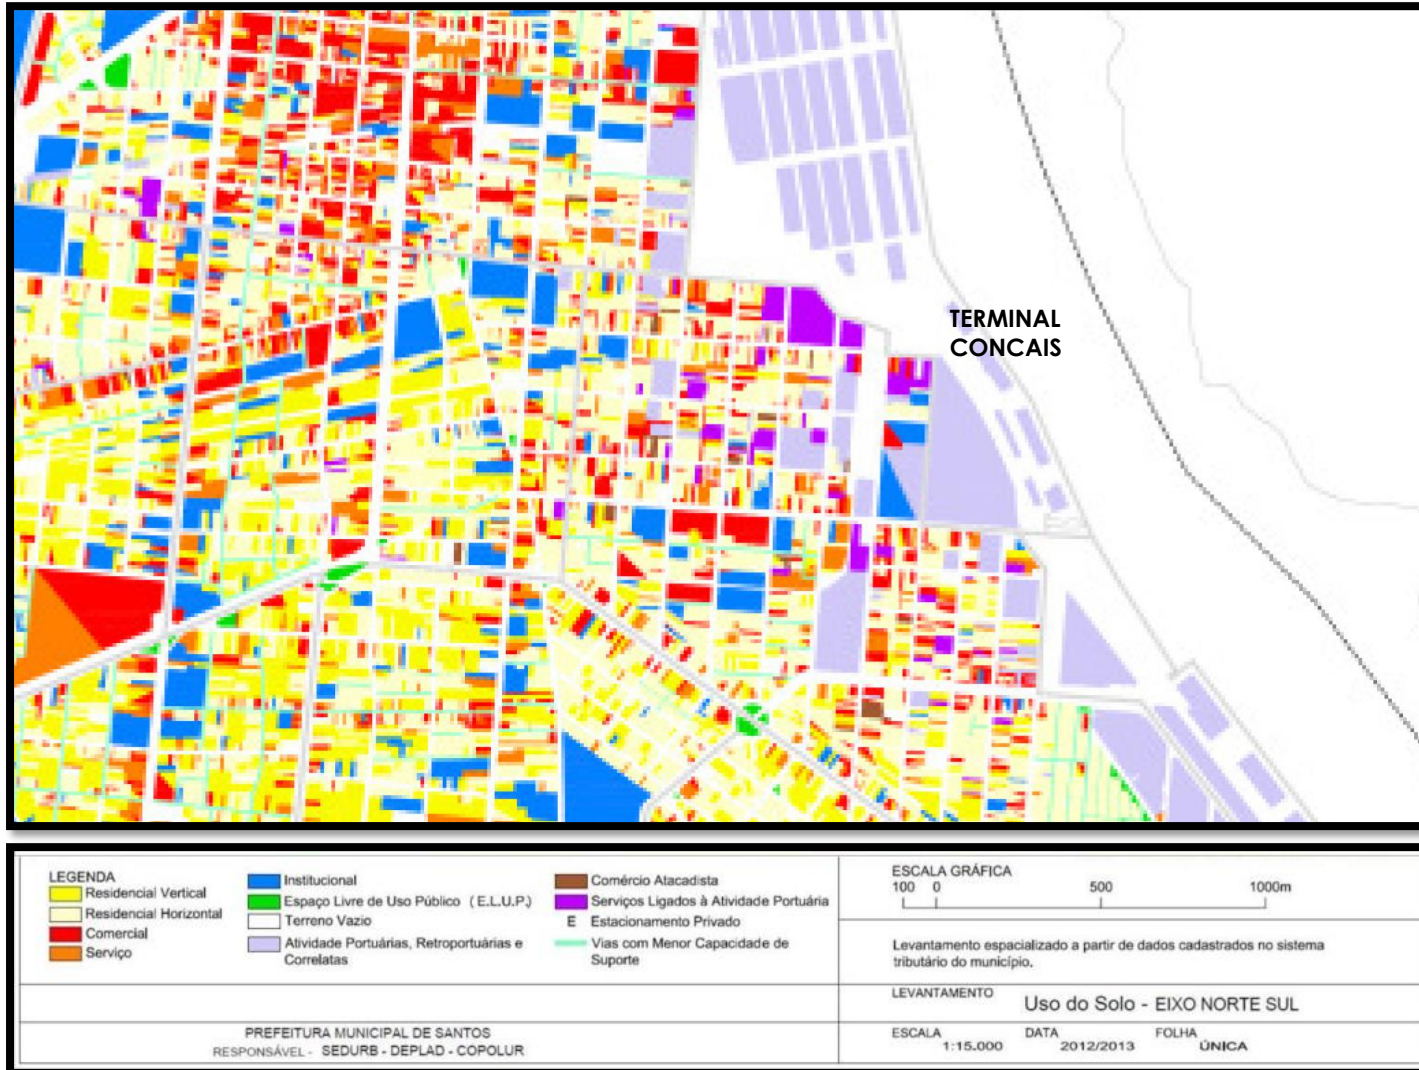 TERMINAL
CONCAIS
LEGENDA
Residencial Vertical
Residencial Horizontal
Comercial
Serviço
Institucional
Espaço Livre de Uso Público ( E.L.U.P.)
Terreno Vazio
Atividade Portuárias, Retroportuárias e
Correlatas
Comércio Atacadista
Serviços Ligados à Atividade Portuária
E Estacionamento Privado
Vias com Menor Capacidade de
Suporte
PREFEITURA MUNICIPAL DE SANTOS
RESPONSÁVEL - SEDURB - DEPLAD - COPOLUR
ESCALA GRÁFICA
100 0 500 1000m
Levantamento espacializado a partir de dados cadastrados no sistema
tributário do município.
LEVANTAMENTO Uso do Solo - EIXO NORTE SUL
ESCALA DATA FOLHA
1:15.000 2012/2013 ÚNICA